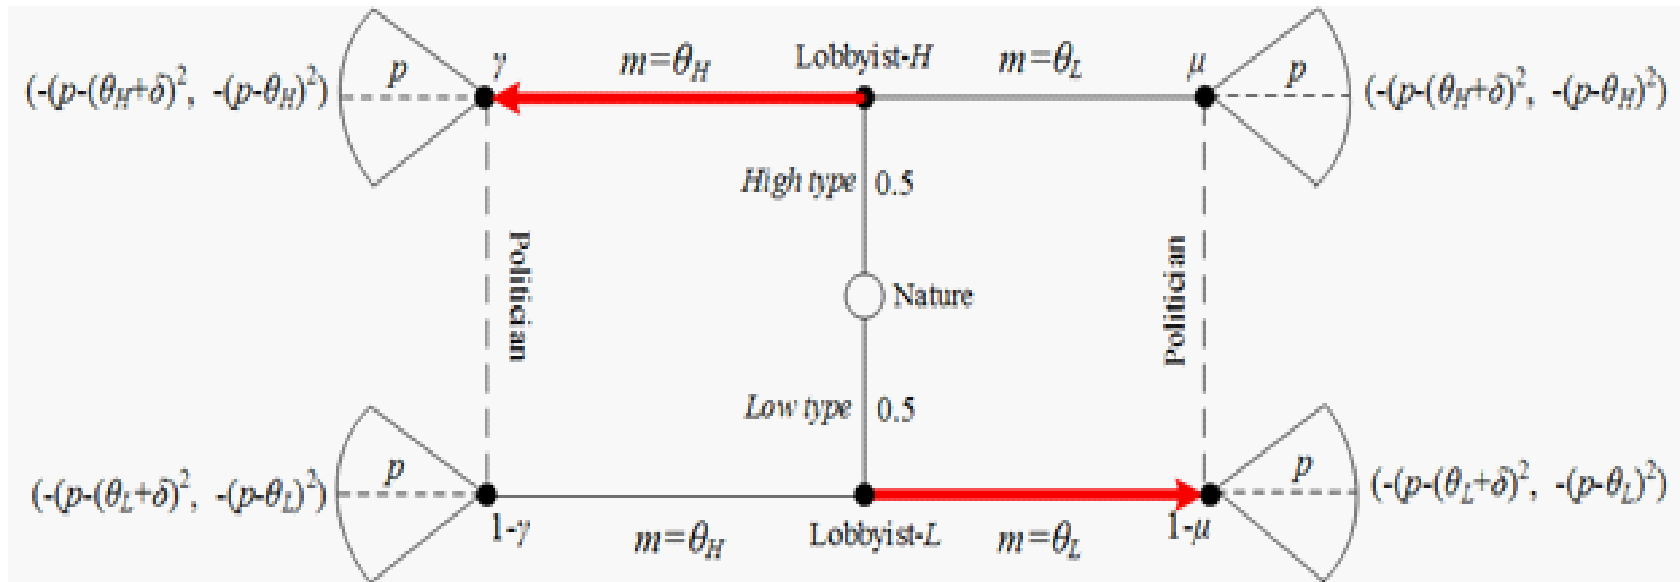 γ m=θH Lobbyist-H m=θL μ
p p
(-(p-(θH+δ)², -(p-θH)²) (-(p-(θH+δ)², -(p-θH)²)
High type 0.5
Politician Politician
Nature
Low type 0.5
p p
(-(p-(θL+δ)², -(p-θL)²) (-(p-(θL+δ)², -(p-θL)²)
1-γ m=θH Lobbyist-L m=θL 1-μ